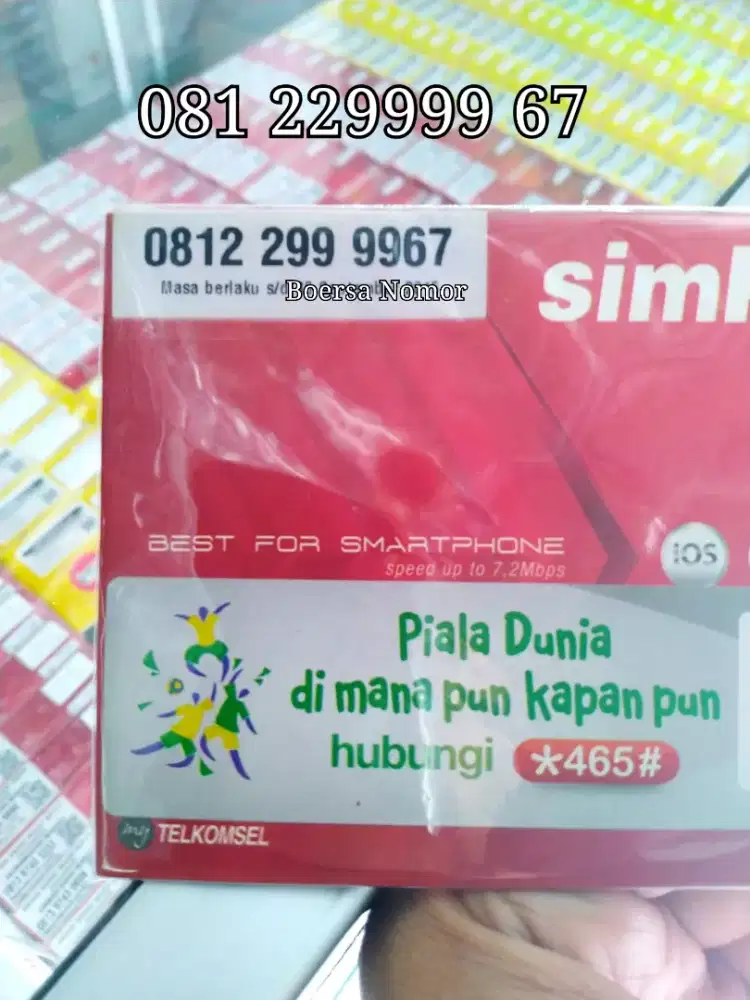 081 229999 67
0812 299 9967
Masa berlaku
Boersa Nomor
BEST FOR SMARTPHONE
speed up to 7,2Mbps
iOS
Piala Dunia
di mana pun kapan pun
hubungi *465#
my TELKOMSEL